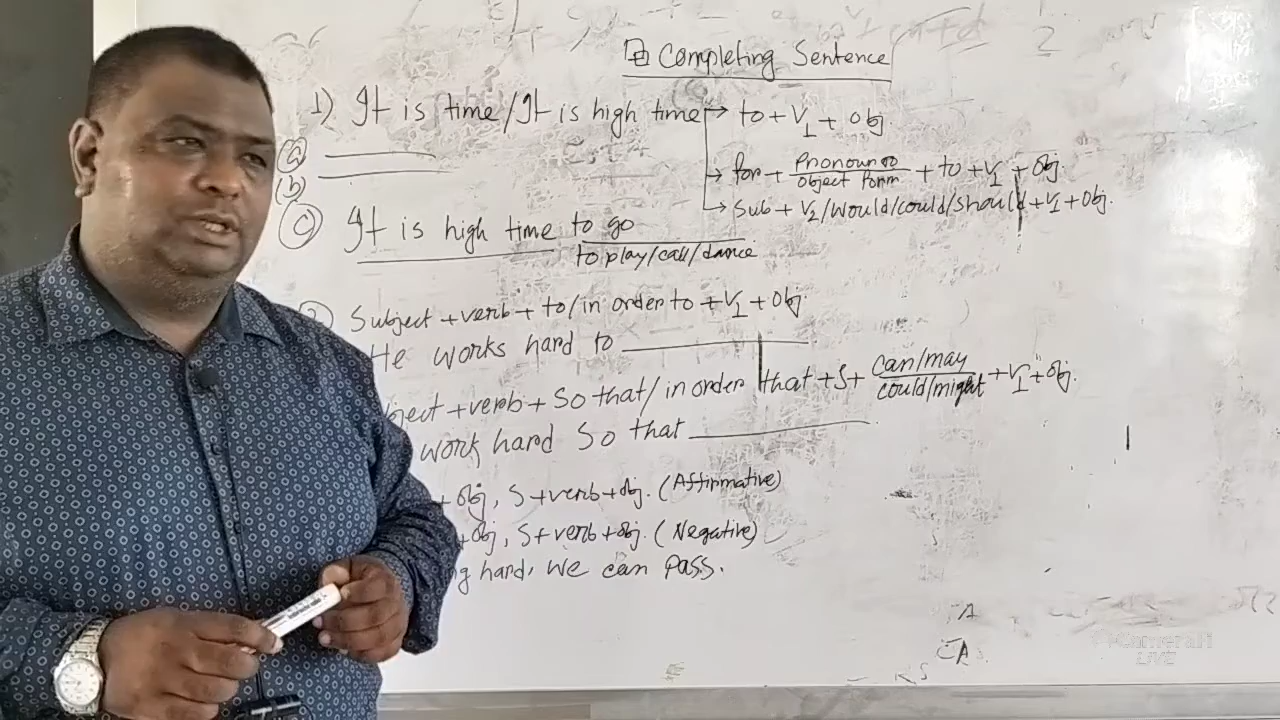 Completing Sentence
1) It is time/It is high time → to + V1 + Obj
→ for + Pronoun to / Object form + to + V1 + Obj
→ Sub + V2/would/could/should + V1 + Obj.
(a)
(b)
(c) It is high time to go
to play/call/dance
Subject + verb + to/in order to + V1 + Obj
He works hard to
ject + verb + So that/in order that + S + can/may / could/might + V1 + Obj.
work hard So that
+ obj, S + verb + obj. (Affirmative)
+ obj, S + verb + obj. (Negative)
g hard, we can pass.
A
LIVE